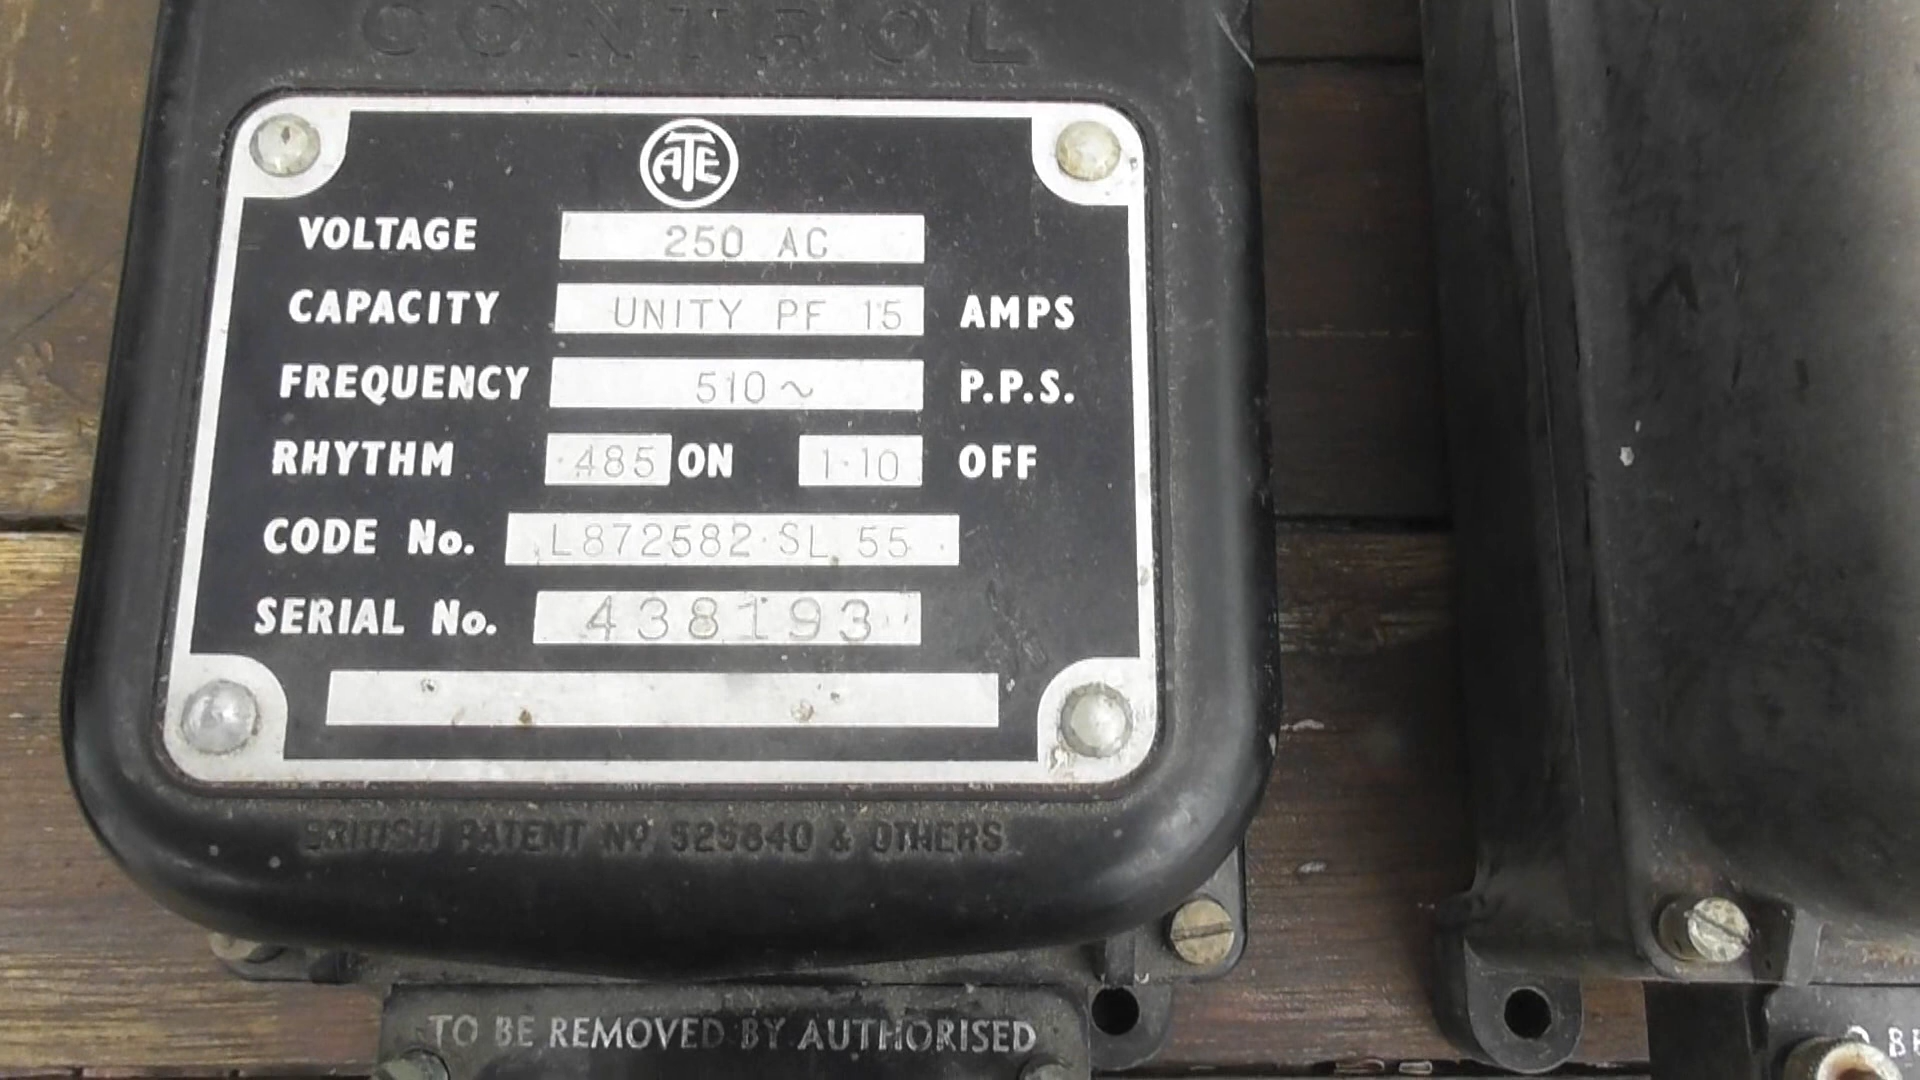 CONTROL
ATE
VOLTAGE 250 AC
CAPACITY UNITY PF 15 AMPS
FREQUENCY 510~ P.P.S.
RHYTHM ·485 ON 1·10 OFF
CODE No. L872582·SL 55
SERIAL No. 438193
BRITISH PATENT Nº 525840 & OTHERS
TO BE REMOVED BY AUTHORISED